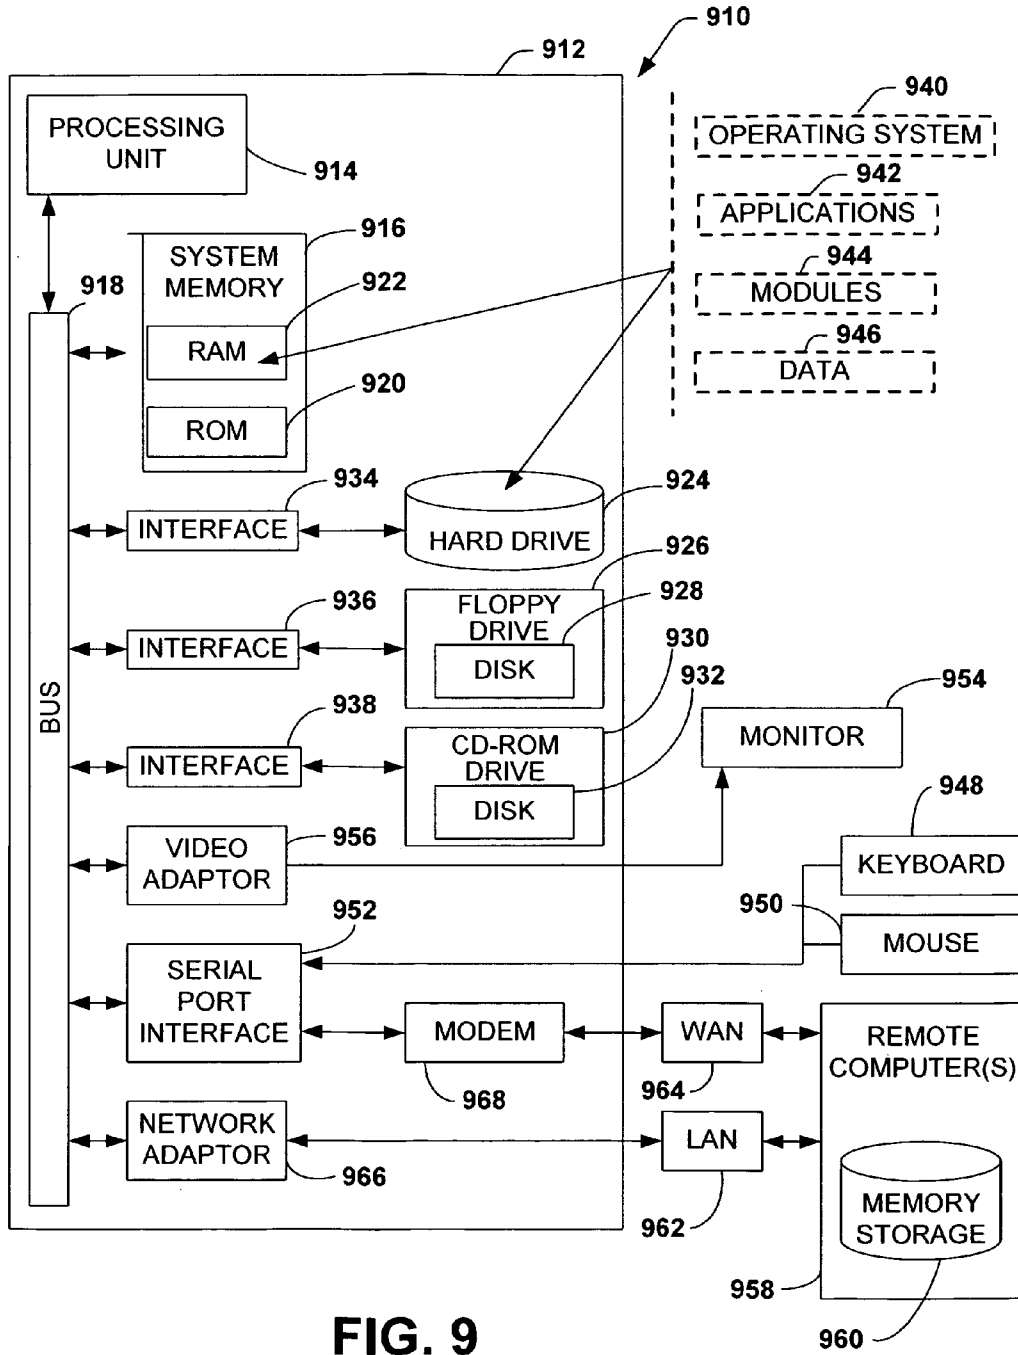 910
912
940
PROCESSING
UNIT
914
OPERATING SYSTEM
942
APPLICATIONS
916
SYSTEM
MEMORY
918
922
944
MODULES
RAM
946
DATA
920
ROM
934
INTERFACE
924
HARD DRIVE
926
936
INTERFACE
FLOPPY
DRIVE
928
DISK
930
932
938
INTERFACE
CD-ROM
DRIVE
DISK
954
MONITOR
BUS
948
KEYBOARD
956
VIDEO
ADAPTOR
950
MOUSE
952
SERIAL
PORT
INTERFACE
MODEM
968
WAN
964
REMOTE
COMPUTER(S)
NETWORK
ADAPTOR
966
LAN
962
MEMORY
STORAGE
958
960
FIG. 9